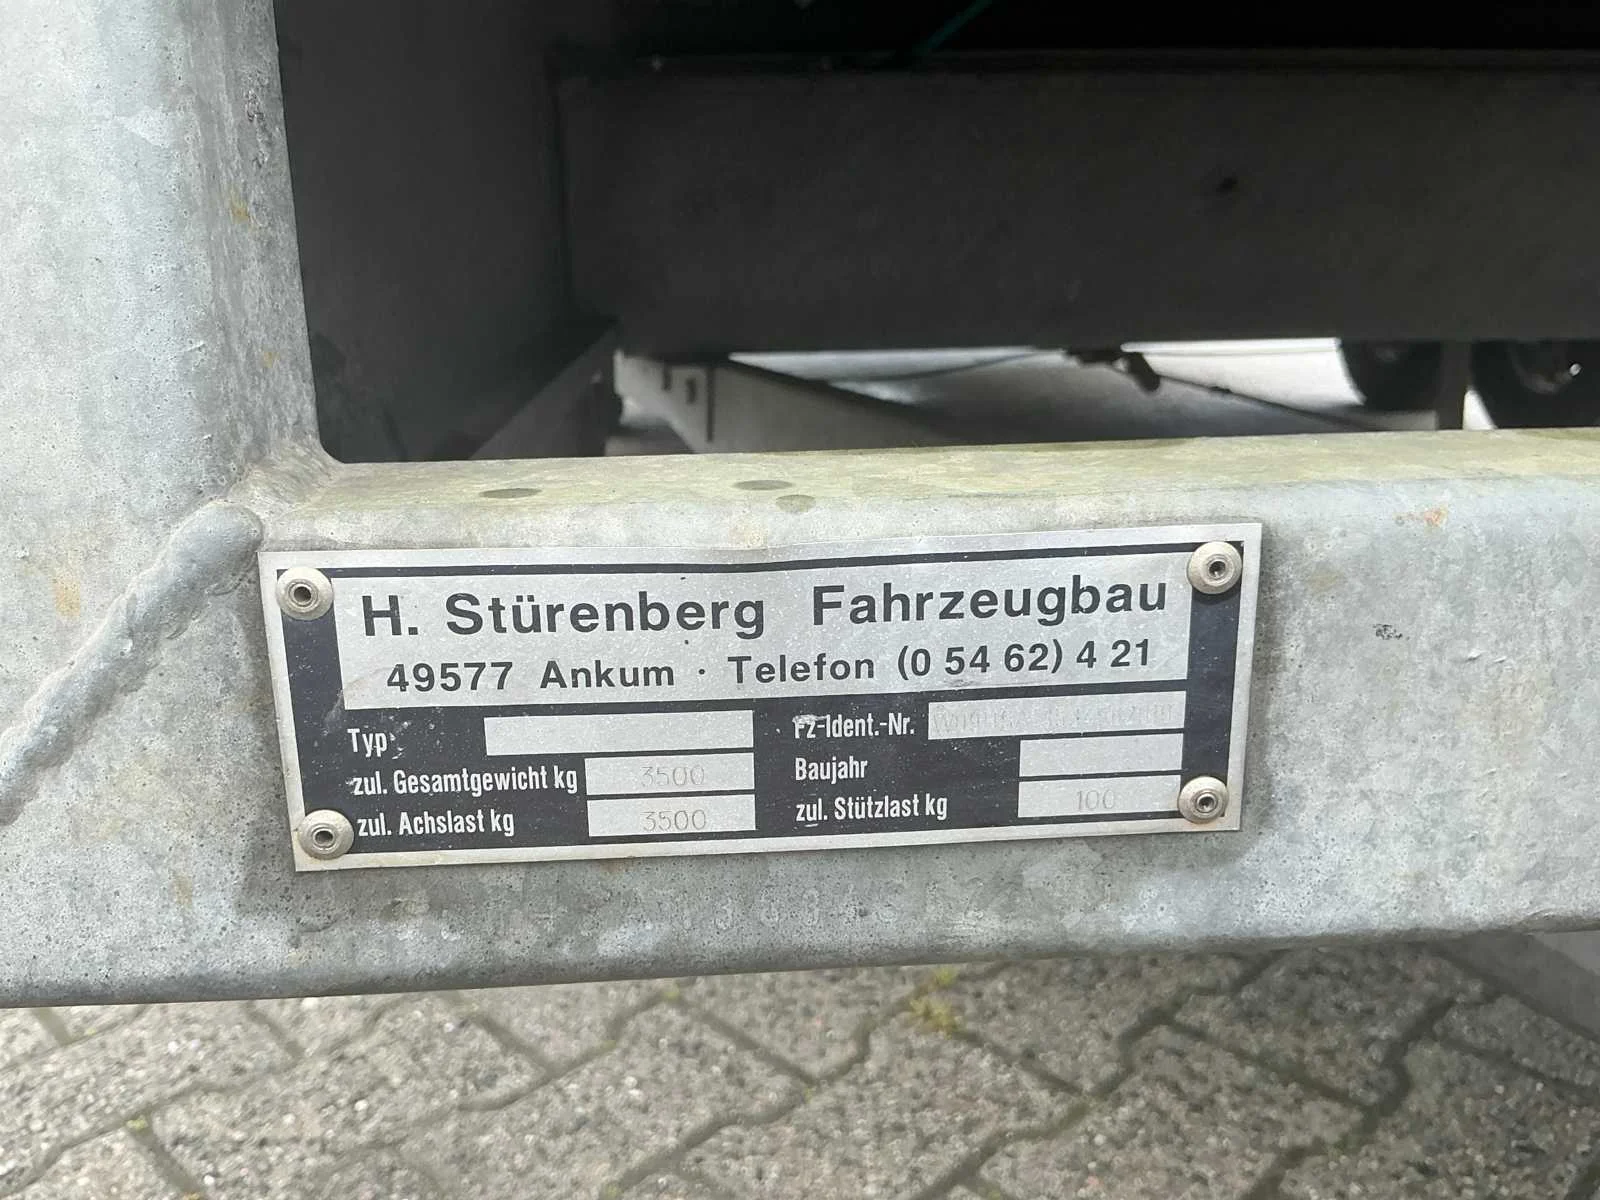 H. Stürenberg Fahrzeugbau
49577 Ankum · Telefon (0 54 62) 4 21
Typ
zul. Gesamtgewicht kg 3500
zul. Achslast kg 3500
Fz-Ident.-Nr.
Baujahr
zul. Stützlast kg 100